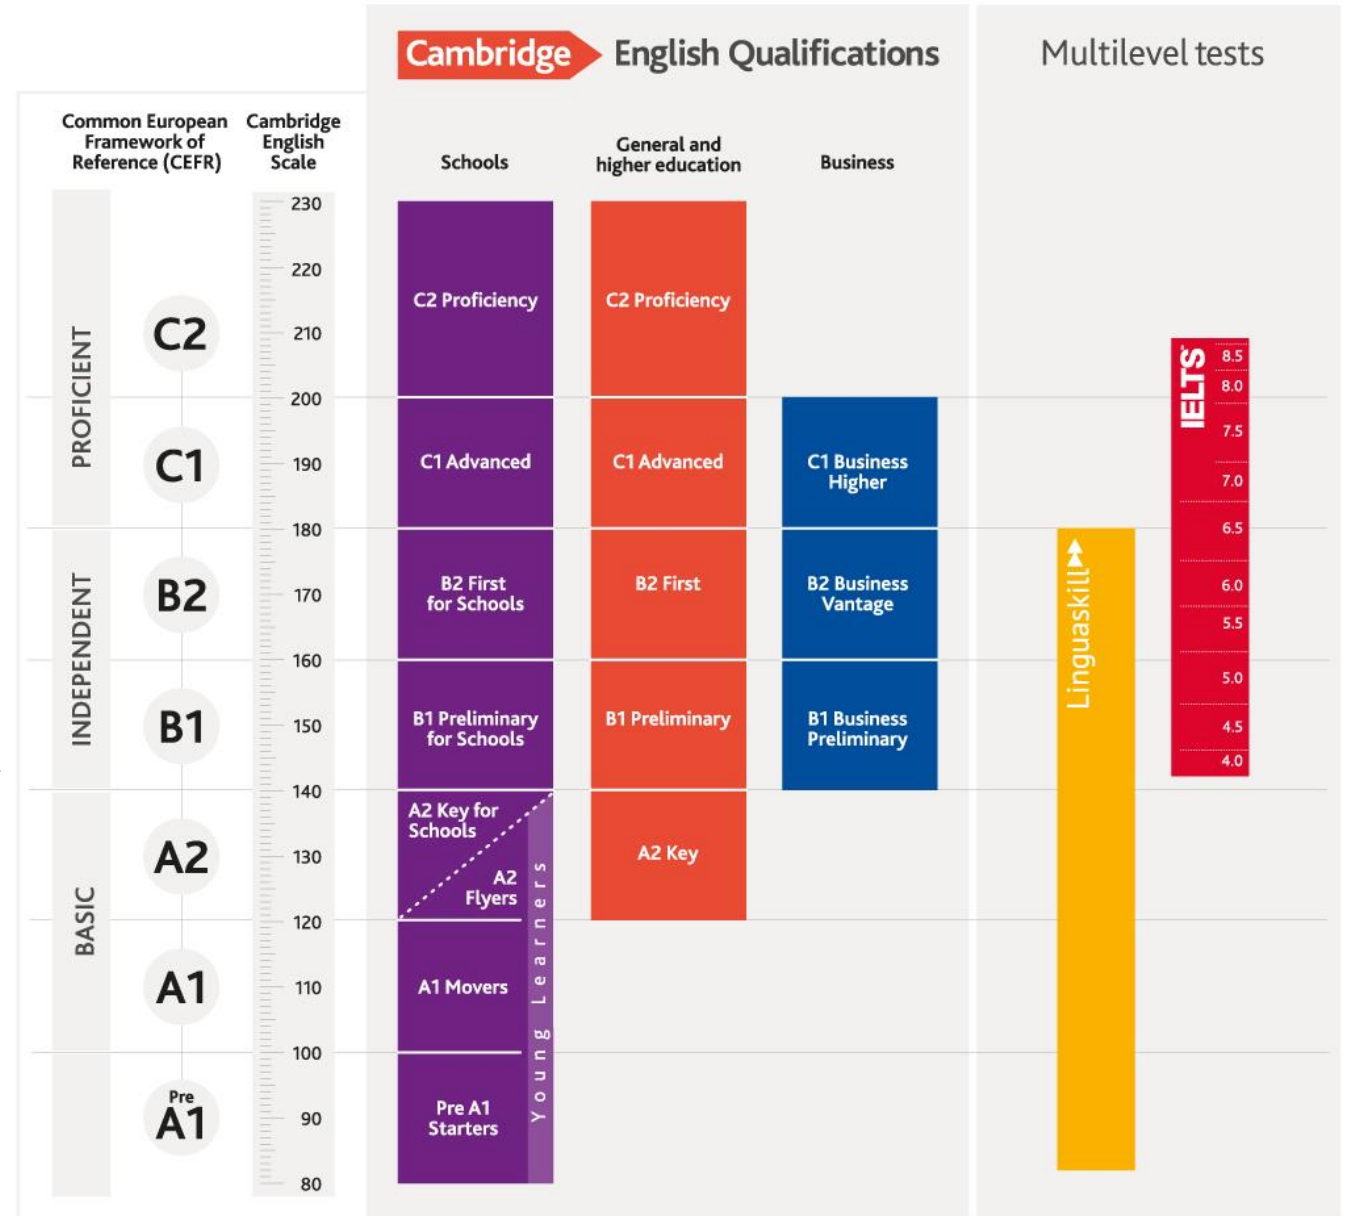 Cambridge English Qualifications
Multilevel tests
Common European
Framework of
Reference (CEFR)
Cambridge
English
Scale
Schools
General and
higher education
Business
PROFICIENT
INDEPENDENT
BASIC
C2
C1
B2
B1
A2
A1
Pre
A1
230
220
210
200
190
180
170
160
150
140
130
120
110
100
90
80
C2 Proficiency
C1 Advanced
B2 First
for Schools
B1 Preliminary
for Schools
A2 Key for
Schools
A2
Flyers
A1 Movers
Pre A1
Starters
Young Learners
C2 Proficiency
C1 Advanced
B2 First
B1 Preliminary
A2 Key
C1 Business
Higher
B2 Business
Vantage
B1 Business
Preliminary
Linguaskill
IELTS
8.5
8.0
7.5
7.0
6.5
6.0
5.5
5.0
4.5
4.0